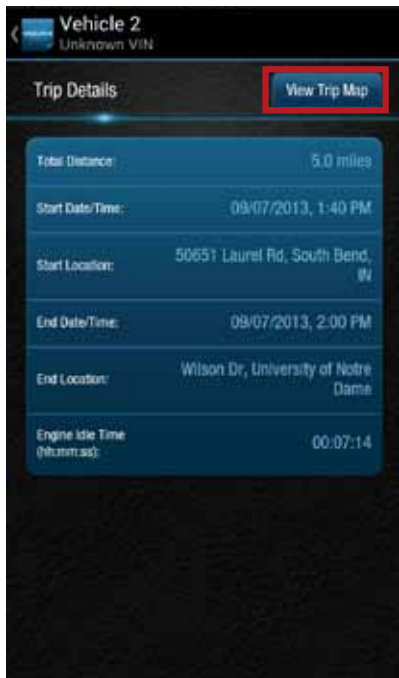 Vehicle 2
Unknown VIN
Trip Details
View Trip Map
Total Distance:
5.0 miles
Start Date/Time:
09/07/2013, 1:40 PM
Start Location:
50651 Laurel Rd, South Bend,
IN
End Date/Time:
09/07/2013, 2:00 PM
End Location:
Wilson Dr, University of Notre
Dame
Engine Idle Time
(hh:mm:ss):
00:07:14